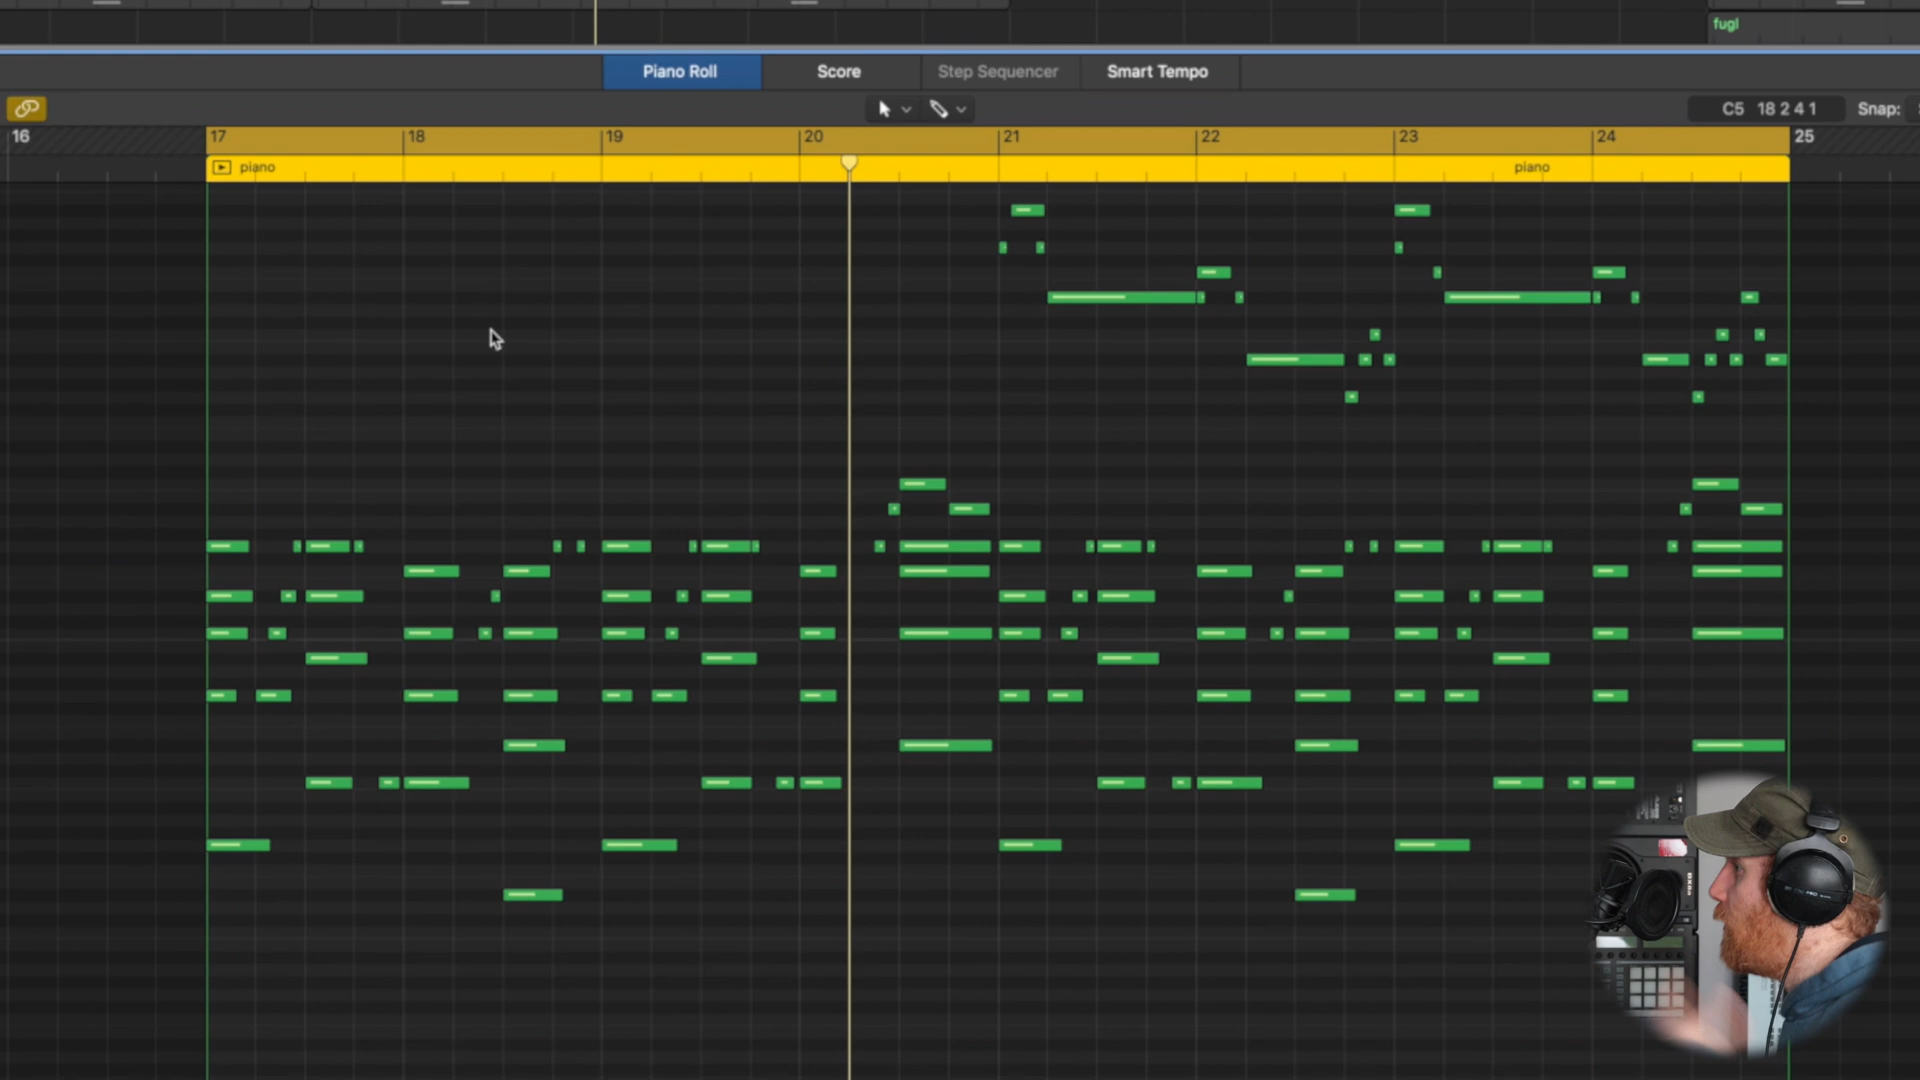 fugl
Piano Roll Score Step Sequencer Smart Tempo
C5 18 2 4 1 Snap:
16 17 18 19 20 21 22 23 24 25
piano piano